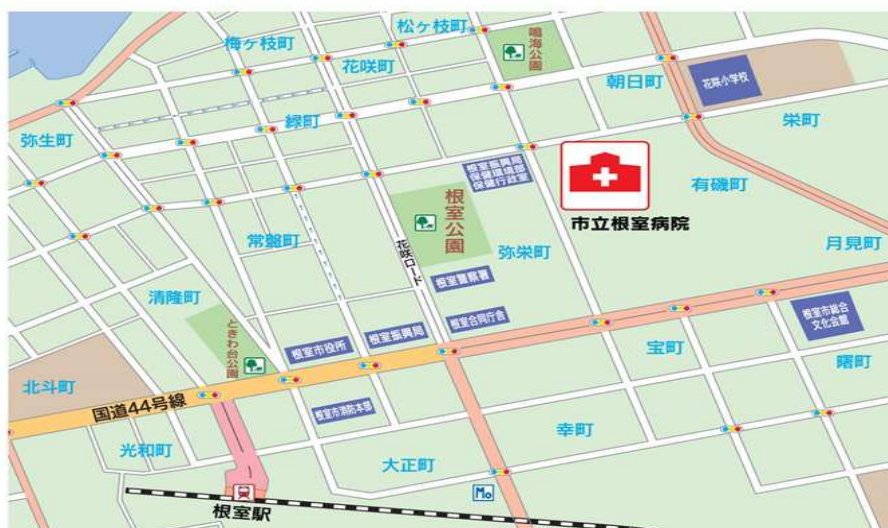 松ヶ枝町
梅ヶ枝町
鳴海公園
花咲町
朝日町
花咲小学校
緑町
栄町
弥生町
根室振興局
保健環境部
保健行政室
有磯町
根室公園
市立根室病院
常盤町
花咲ロード
弥栄町
月見町
根室警察署
清隆町
ときわ台公園
根室合同庁舎
根室市総合
文化会館
根室振興局
根室市役所
宝町
曙町
北斗町
国道44号線
根室市消防本部
幸町
光和町
大正町
Mo
根室駅